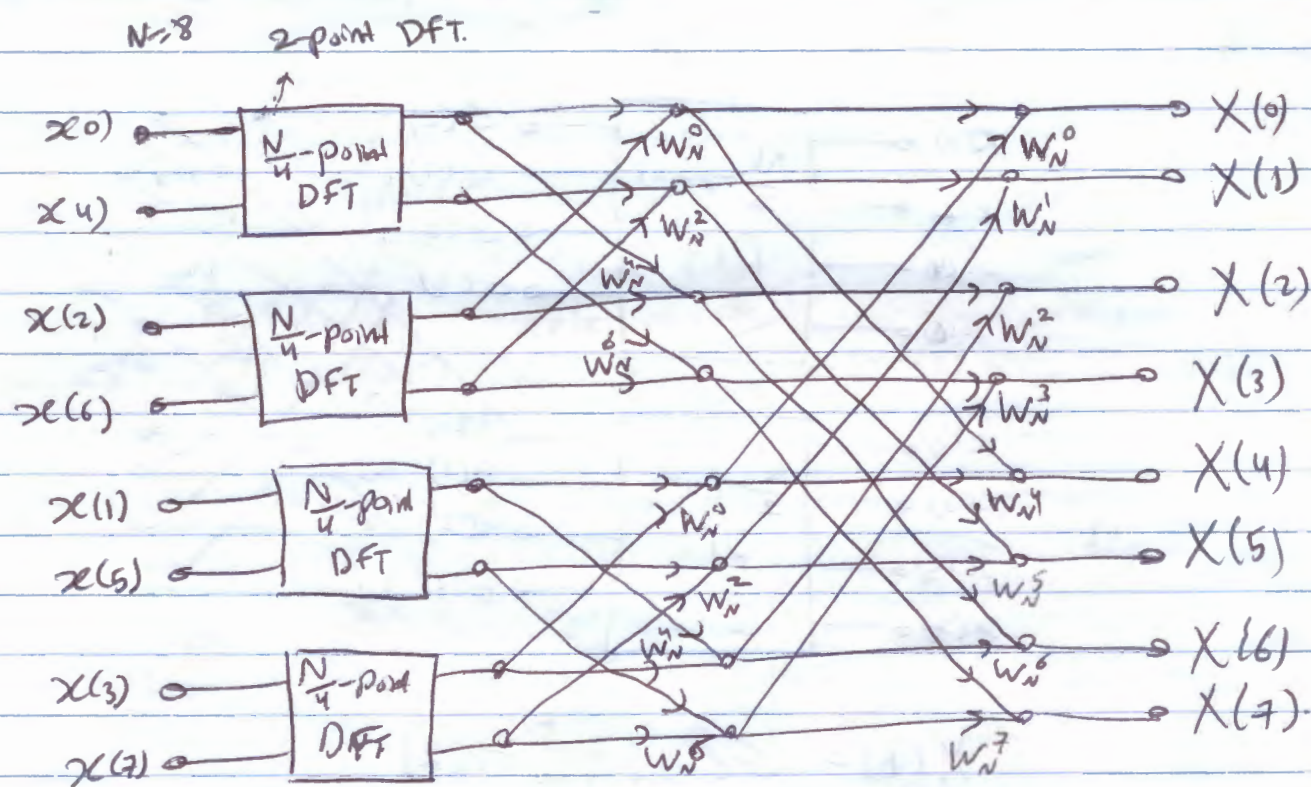 N=8 2-point DFT.
x0) N/4-point DFT W_N^0 W_N^0 X(0)
x(4) W_N^2 W_N^1 X(1)
x(2) N/4-point DFT W_N^4 W_N^2 X(2)
x(6) W_N^6 W_N^3 X(3)
x(1) N/4-point DFT W_N^0 W_N^4 X(4)
x(5) W_N^2 W_N^5 X(5)
x(3) N/4-point DFT W_N^4 W_N^6 X(6)
x(7) W_N^6 W_N^7 X(7).